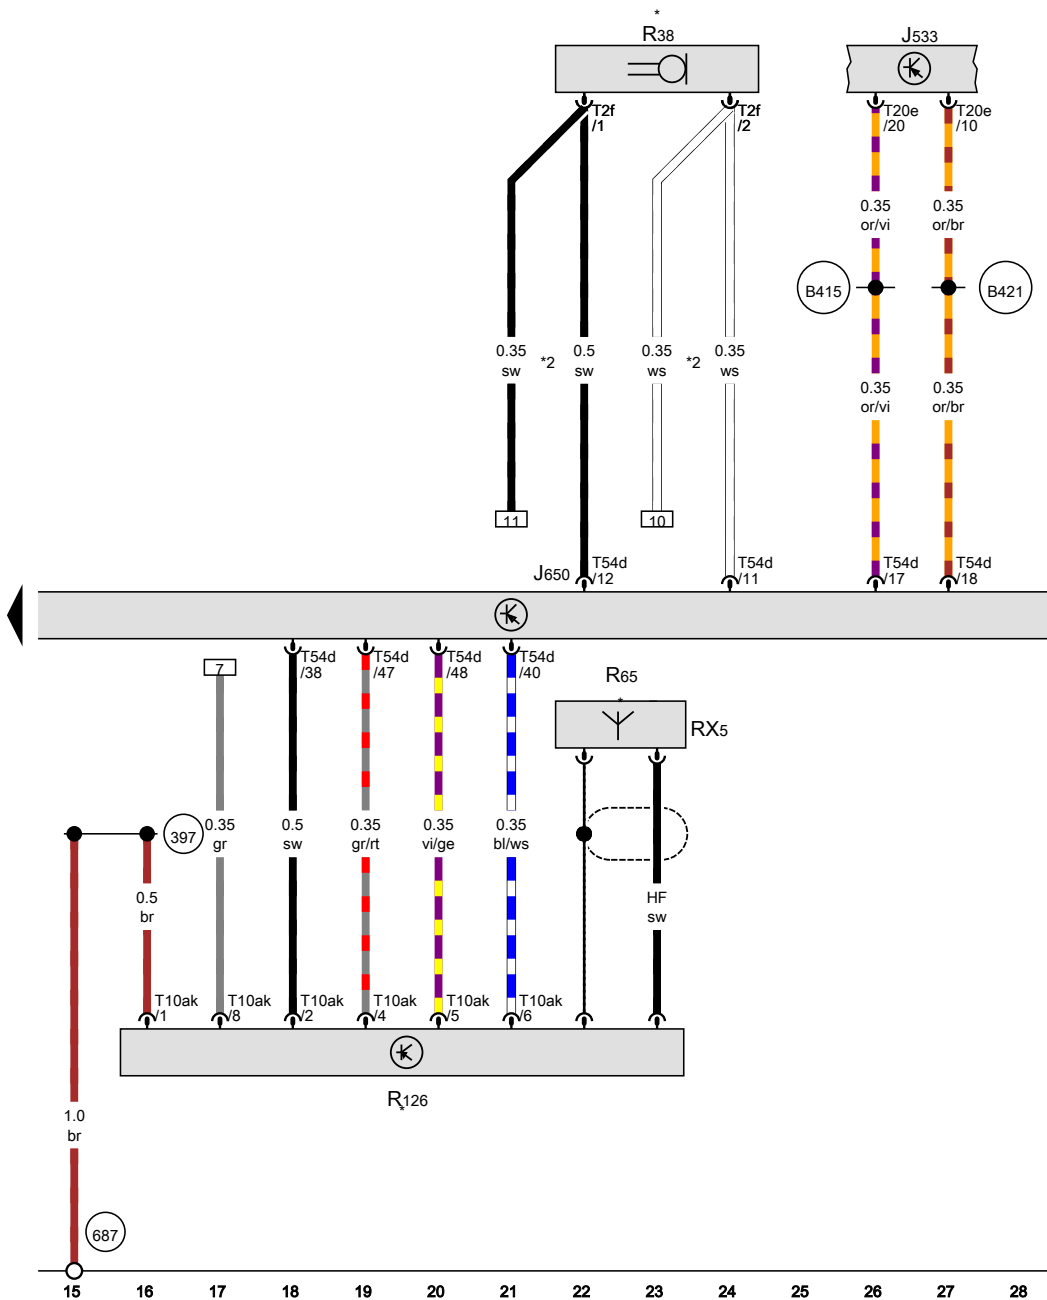 *
R38
J533
T2f
/1
T2f
/2
T20e
/20
T20e
/10
0.35
or/vi
0.35
or/br
B415
B421
0.35
sw
*2
0.5
sw
0.35
ws
*2
0.35
ws
0.35
or/vi
0.35
or/br
11
10
J650
T54d
/12
T54d
/11
T54d
/17
T54d
/18
7
T54d
/38
T54d
/47
T54d
/48
T54d
/40
R65
*
RX5
397
0.35
gr
0.5
sw
0.35
gr/rt
0.35
vi/ge
0.35
bl/ws
0.5
br
HF
sw
T10ak
/1
T10ak
/8
T10ak
/2
T10ak
/4
T10ak
/5
T10ak
/6
R126
*
1.0
br
687
15 16 17 18 19 20 21 22 23 24 25 26 27 28